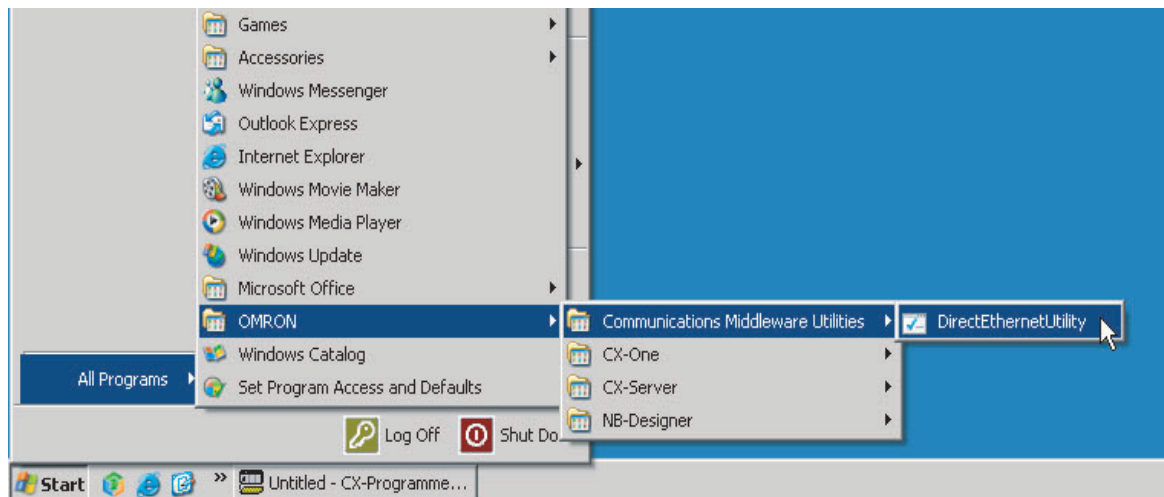 Games
Accessories
Windows Messenger
Outlook Express
Internet Explorer
Windows Movie Maker
Windows Media Player
Windows Update
Microsoft Office
OMRON
Windows Catalog
Set Program Access and Defaults
Communications Middleware Utilities
CX-One
CX-Server
NB-Designer
DirectEthernetUtility
All Programs
Log Off
Shut Do
Start
» Untitled - CX-Programme...